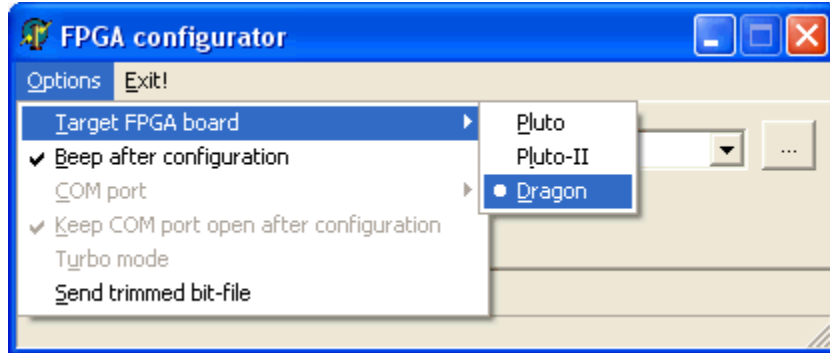 FPGA configurator
Options Exit!
Target FPGA board
Beep after configuration
COM port
Keep COM port open after configuration
Turbo mode
Send trimmed bit-file
Pluto
Pluto-II
Dragon
...